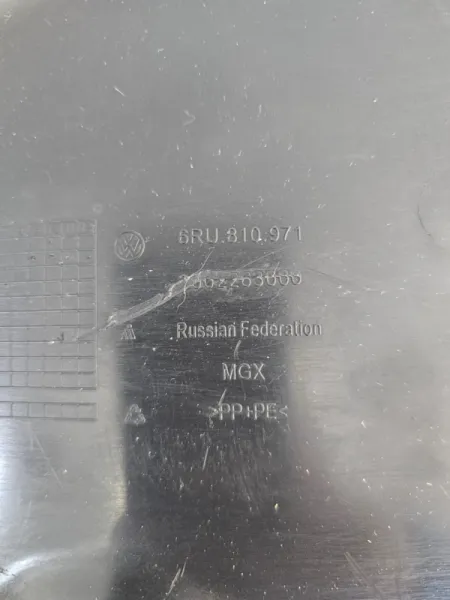 6RU.810.971
Russian Federation
MGX
>PP+PE<